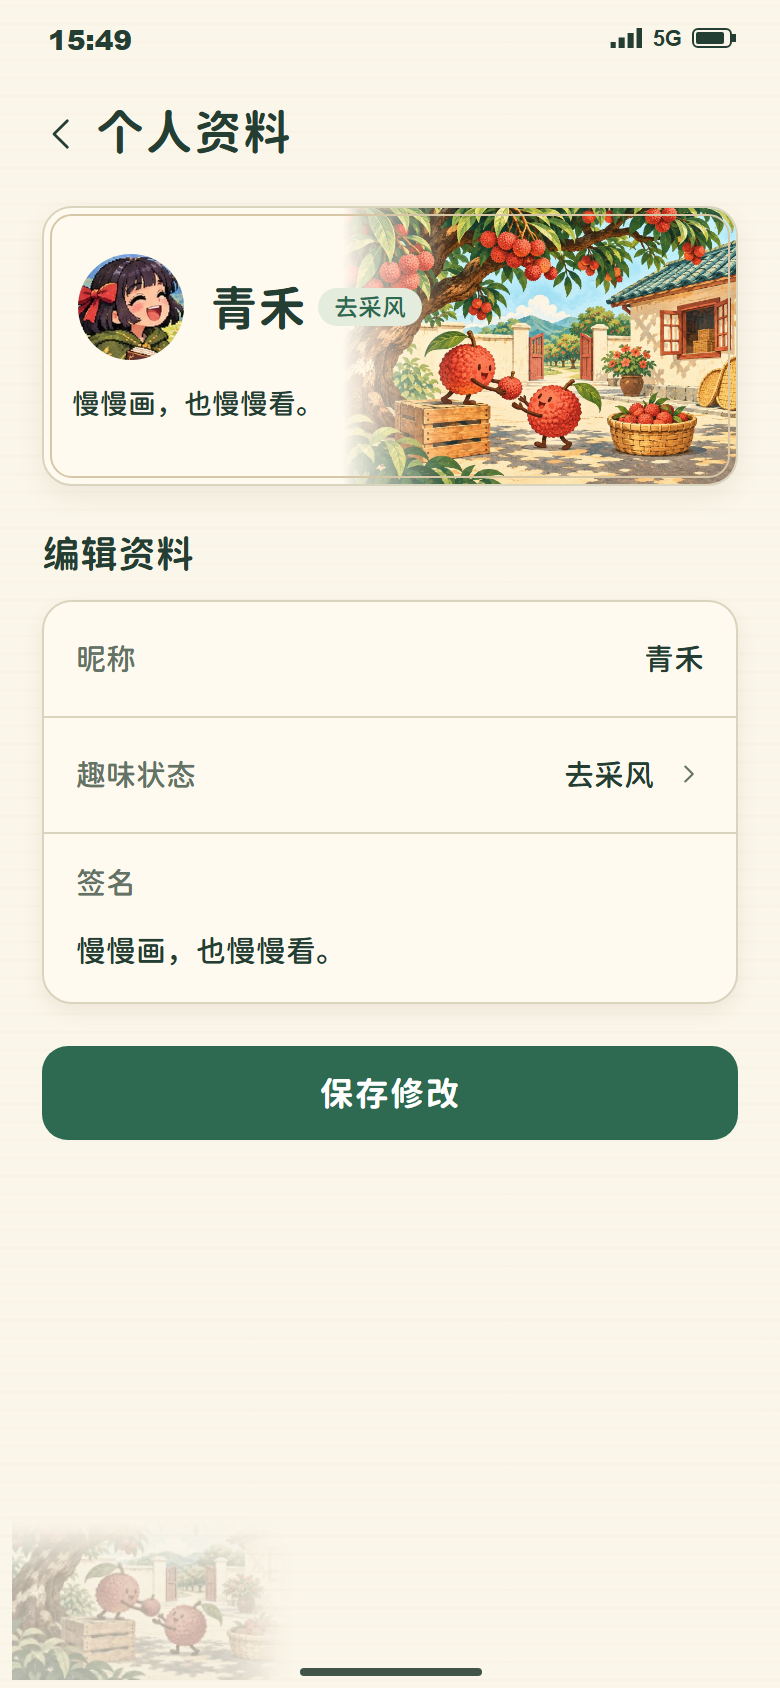 15:49 5G
个人资料
青禾 去采风
慢慢画，也慢慢看。
编辑资料
昵称 青禾
趣味状态 去采风
签名
慢慢画，也慢慢看。
保存修改